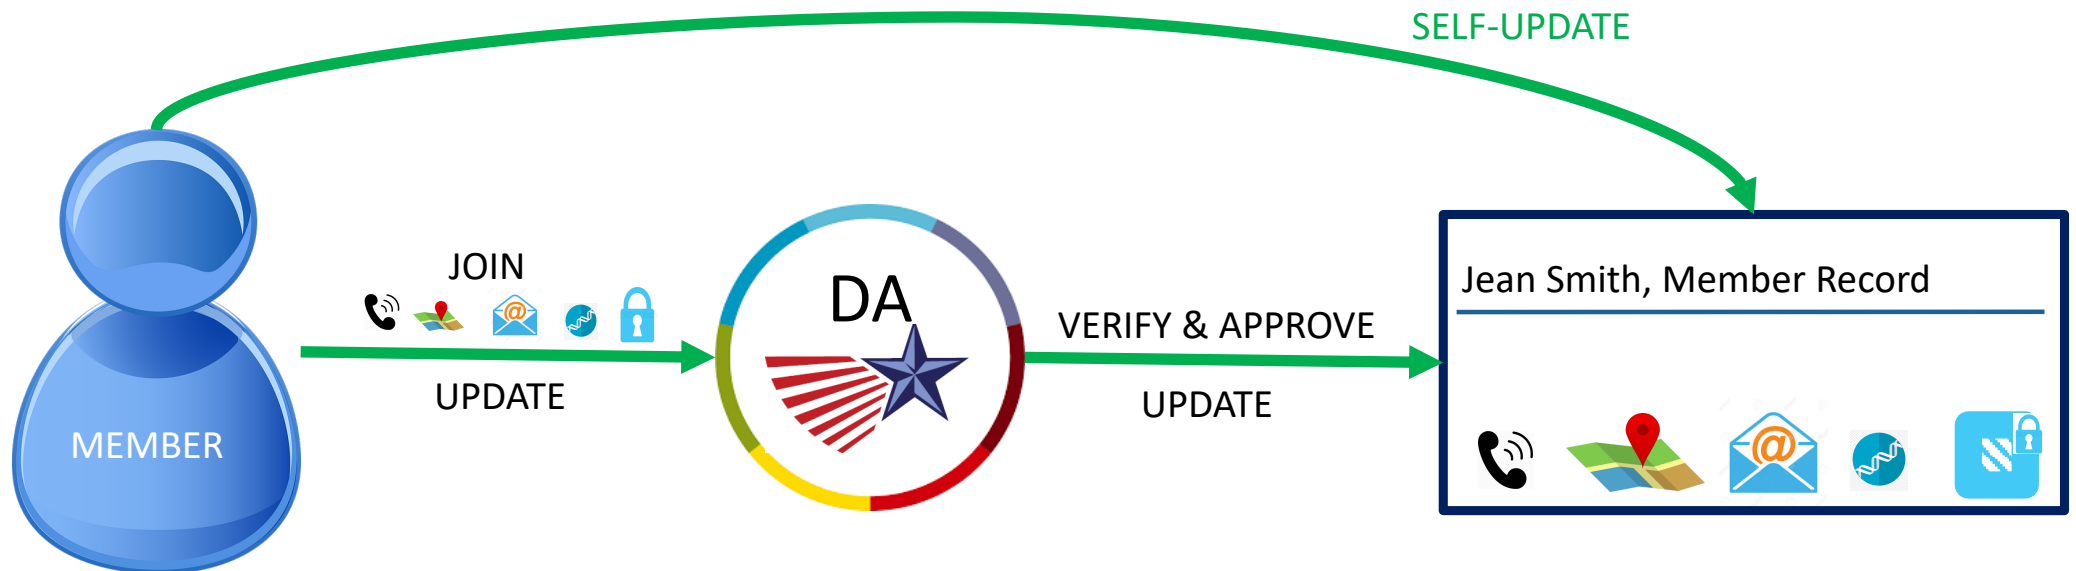 SELF-UPDATE
JOIN
UPDATE
MEMBER
DA
VERIFY & APPROVE
UPDATE
Jean Smith, Member Record
@
@